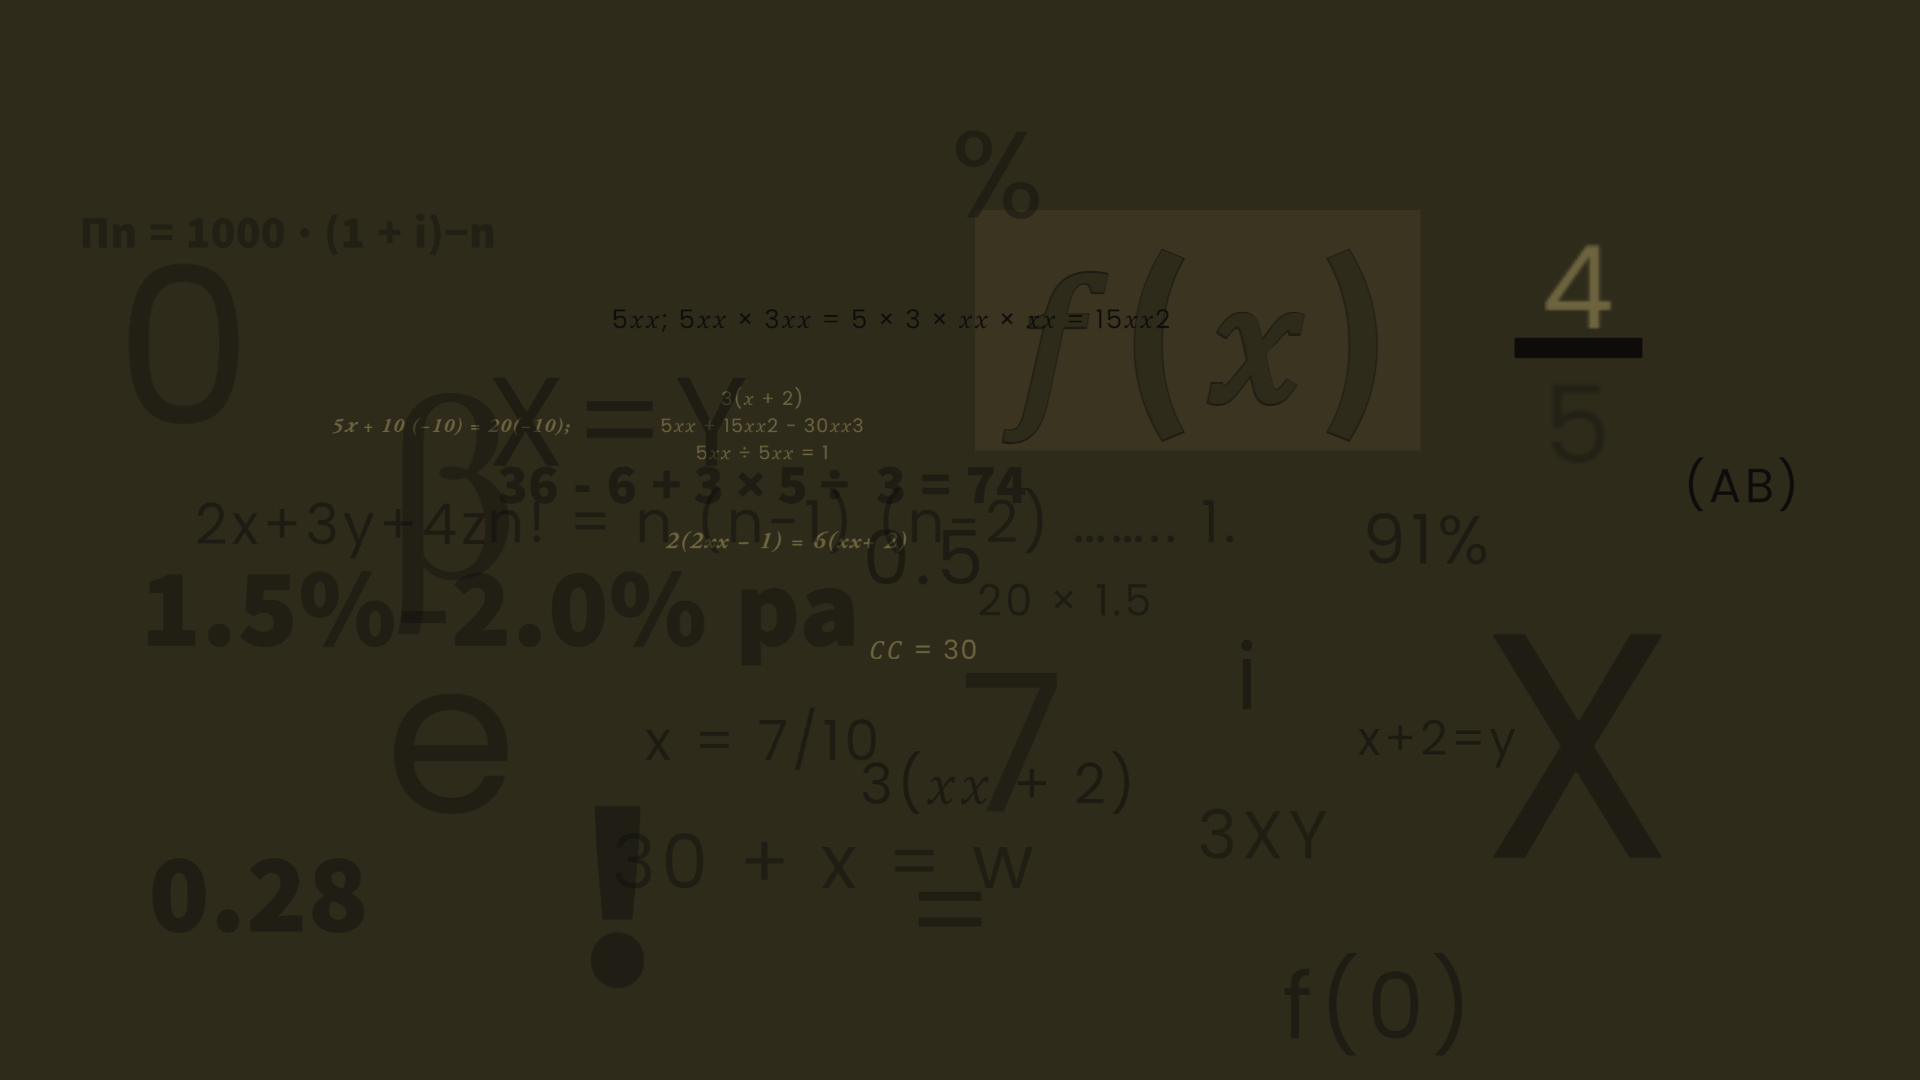 %
Πn = 1000 · (1 + i)−n
0
f(x)
4
5
5xx; 5xx × 3xx = 5 × 3 × xx × xx = 15xx2
X=Y
3(x + 2)
5x + 10 (−10) = 20(−10);
5xx + 15xx2 − 30xx3
5xx ÷ 5xx = 1
β
36 - 6 + 3 × 5 ÷ 3 = 74
(AB)
2x+3y+4z
n! = n (n−1) (n−2) …….. 1.
91%
2(2xx − 1) = 6(xx+ 2)
0.5
1.5%-2.0% pa
20 × 1.5
CC = 30
i
7
X
e
x = 7/10
x+2=y
3(xx + 2)
3XY
!
30 + x = w
0.28
=
f(0)